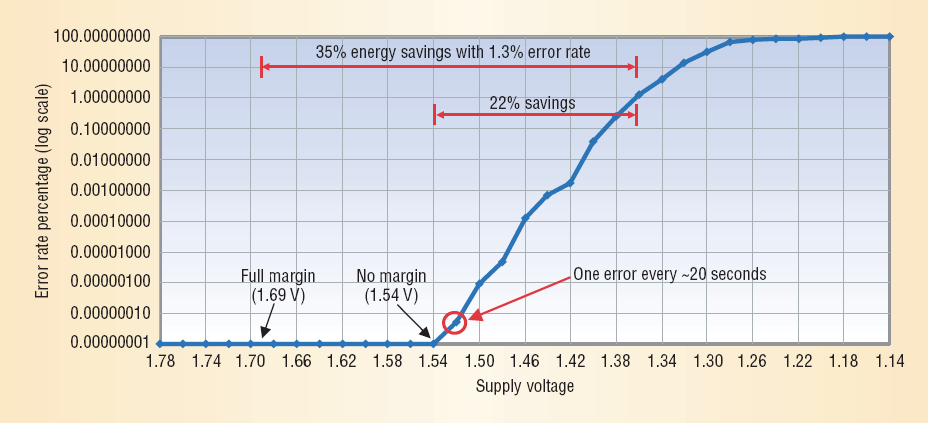 100.00000000
10.00000000
1.00000000
0.10000000
0.01000000
0.00100000
0.00010000
0.00001000
0.00000100
0.00000010
0.00000001
Error rate percentage (log scale)
35% energy savings with 1.3% error rate
22% savings
Full margin
(1.69 V)
No margin
(1.54 V)
One error every ~20 seconds
1.78 1.74 1.70 1.66 1.62 1.58 1.54 1.50 1.46 1.42 1.38 1.34 1.30 1.26 1.22 1.18 1.14
Supply voltage